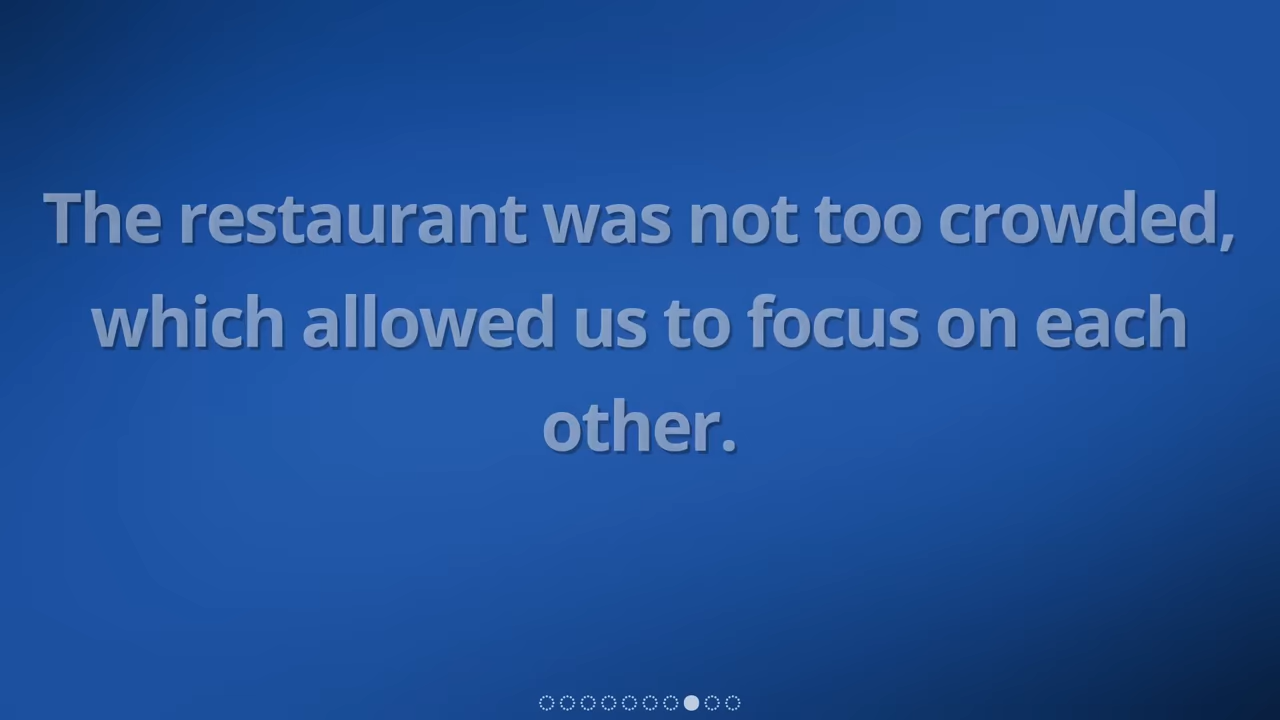 The restaurant was not too crowded,
which allowed us to focus on each
other.